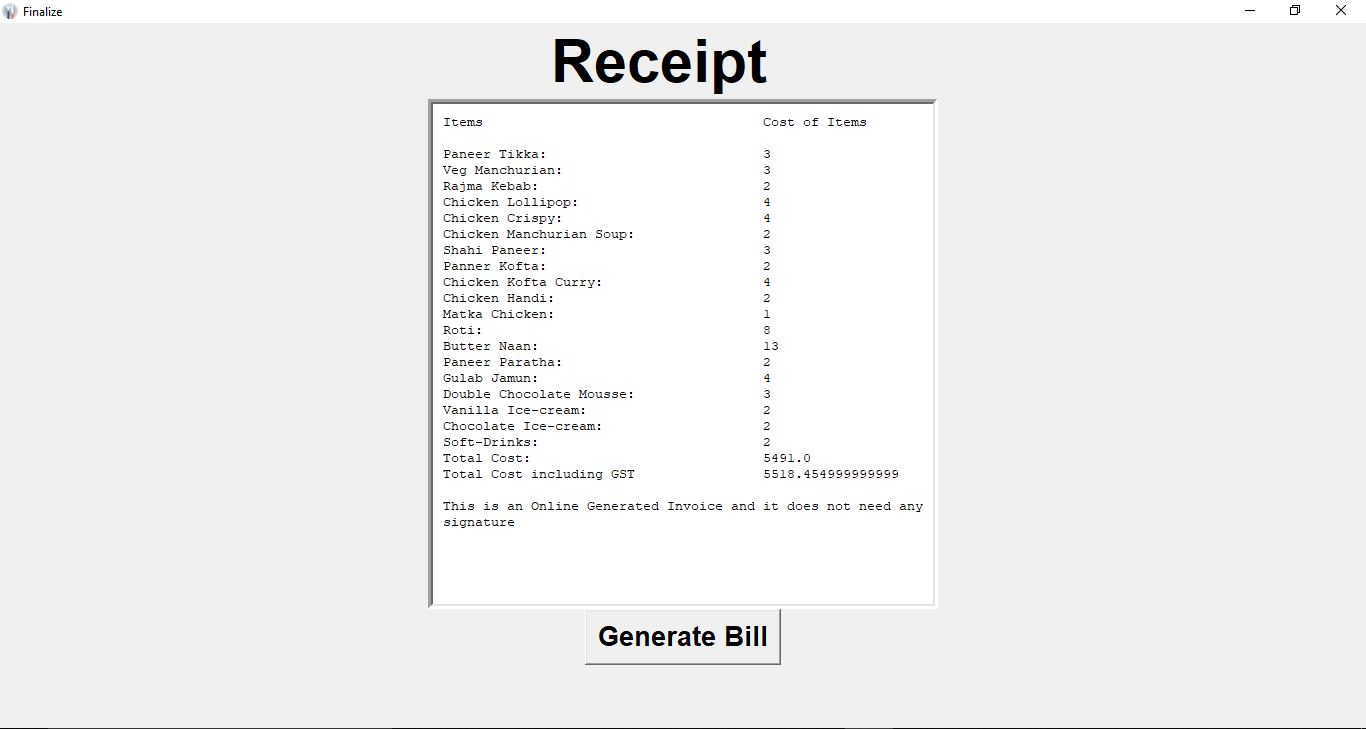 Finalize
Receipt
Items Cost of Items
Paneer Tikka: 3
Veg Manchurian: 3
Rajma Kebab: 2
Chicken Lollipop: 4
Chicken Crispy: 4
Chicken Manchurian Soup: 2
Shahi Paneer: 3
Panner Kofta: 2
Chicken Kofta Curry: 4
Chicken Handi: 2
Matka Chicken: 1
Roti: 8
Butter Naan: 13
Paneer Paratha: 2
Gulab Jamun: 4
Double Chocolate Mousse: 3
Vanilla Ice-cream: 2
Chocolate Ice-cream: 2
Soft-Drinks: 2
Total Cost: 5491.0
Total Cost including GST 5518.454999999999
This is an Online Generated Invoice and it does not need any
signature
Generate Bill